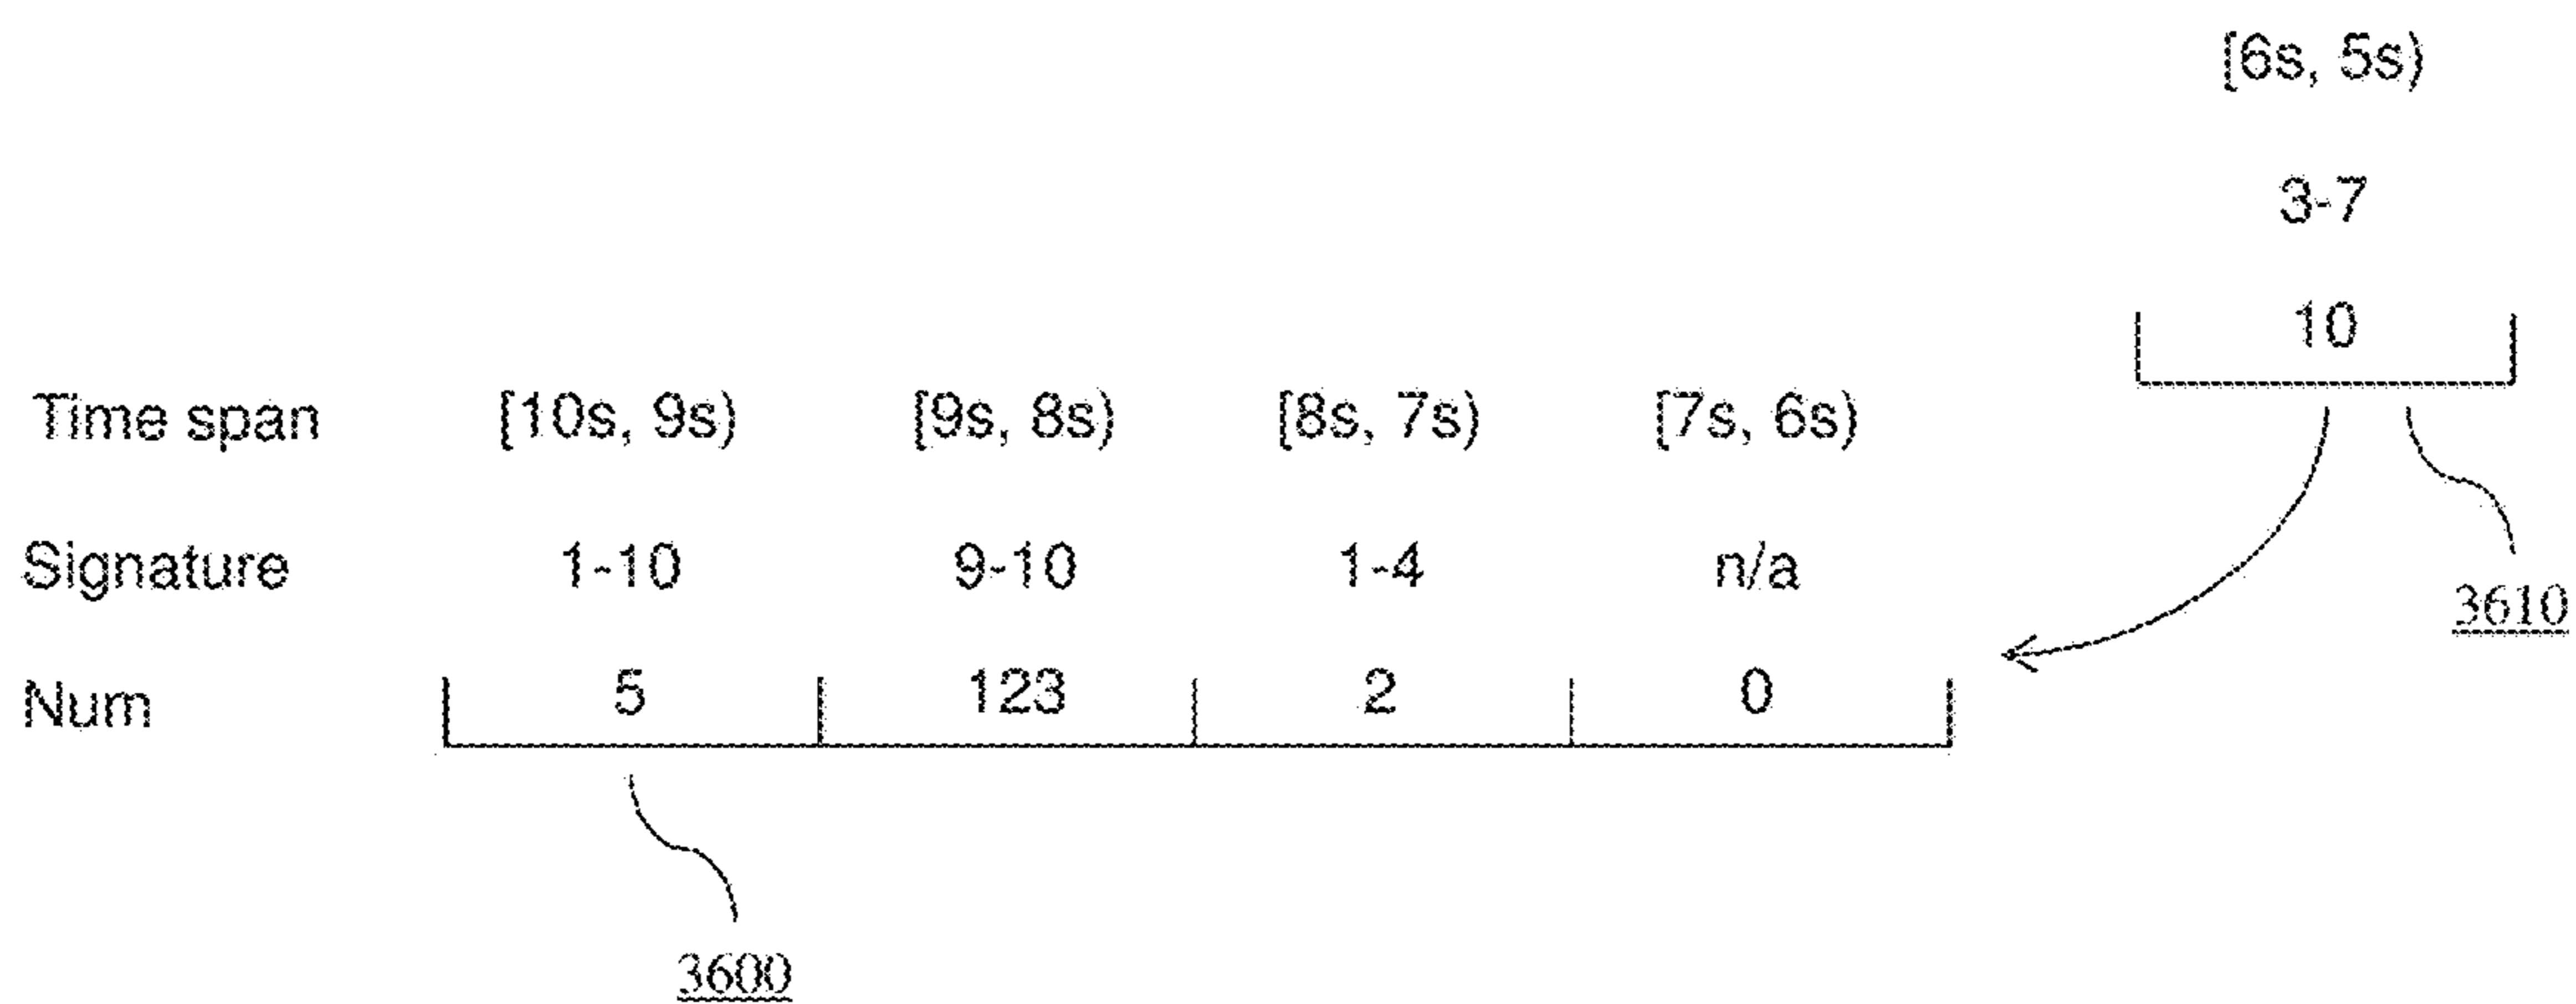 [6s, 5s)
3-7
10
Time span [10s, 9s) [9s, 8s) [8s, 7s) [7s, 6s)
Signature 1-10 9-10 1-4 n/a
3610
Num 5 123 2 0
3600